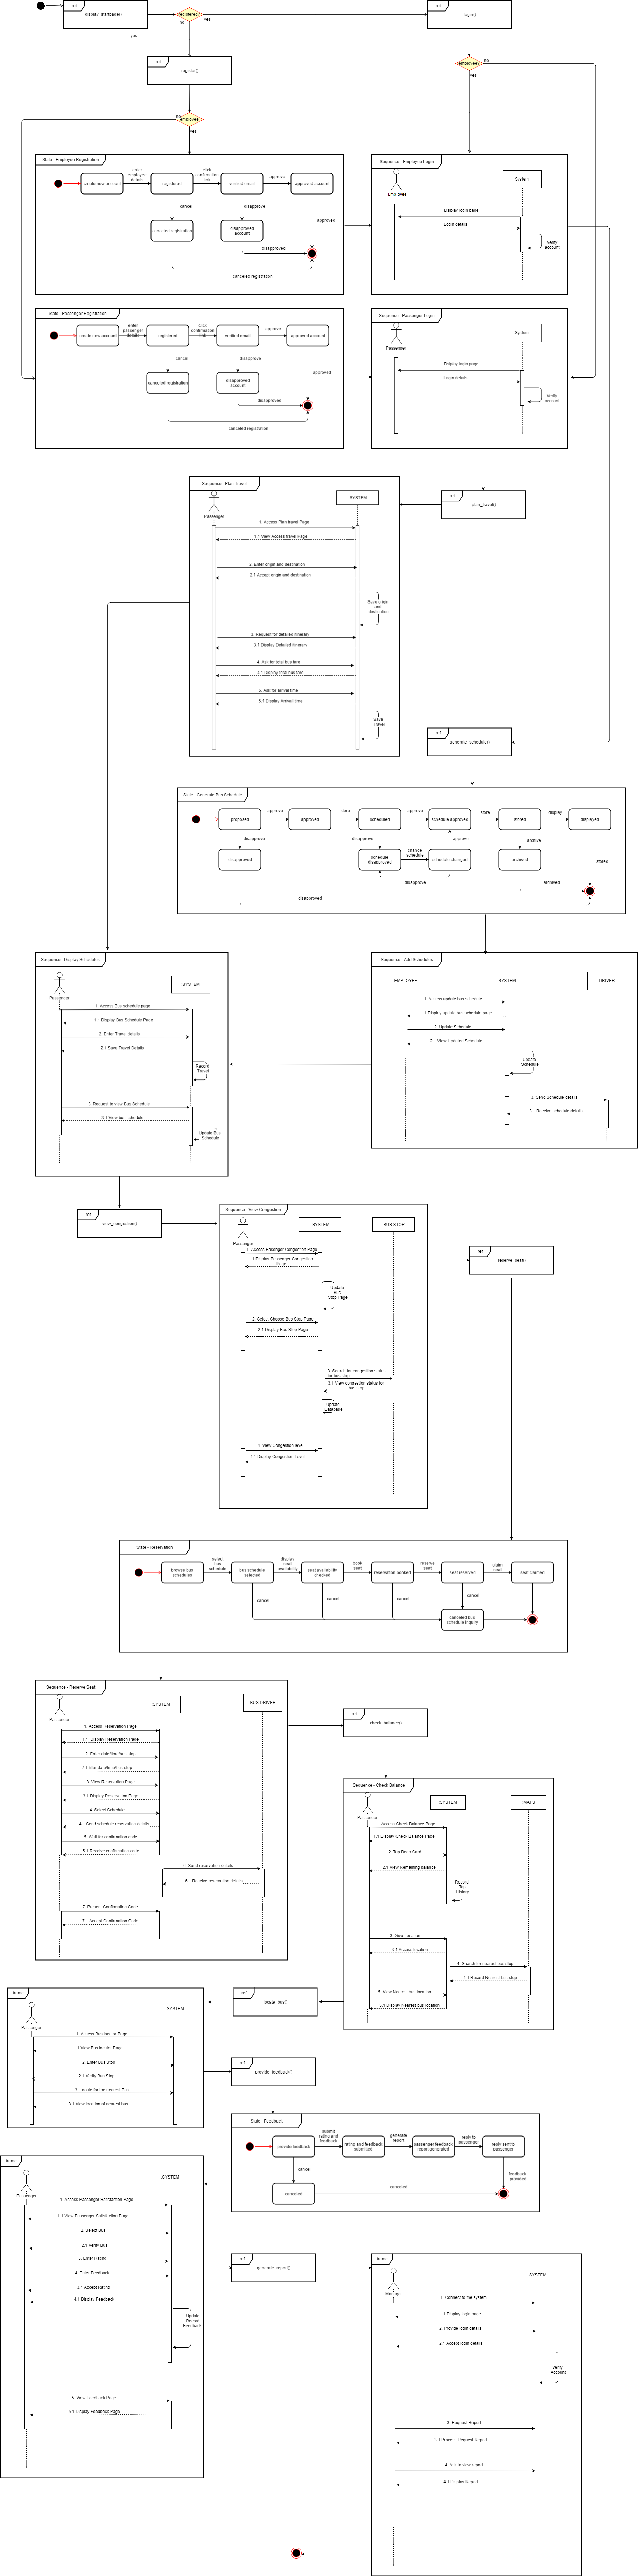 ref
display_startpage()
registered?
yes
no
yes
ref
login()
ref
register()
employee?
no
yes
no
employee
yes
State - Employee Registration
create new account
enter
employee
details
registered
click
confirmation
link
verified email
approve
approved account
cancel
disapprove
approved
canceled registration
disapproved
account
disapproved
canceled registration
Sequence - Employee Login
Employee
System
Display login page
Login details
Verify
account
State - Passenger Registration
create new account
enter
passenger
details
registered
click
confirmation
verified email
approve
approved account
cancel
disapprove
approved
canceled registration
disapproved
account
disapproved
canceled registration
Sequence - Passenger Login
Passenger
System
Display login page
Login details
Verify
account
Sequence - Plan Travel
Passenger
SYSTEM
1. Access Plan travel Page
1.1 View Access travel Page
2. Enter origin and destination
2.1 Accept origin and destination
Save origin
and
destination
3. Request for detailed itinerary
3.1 Display Detailed itinerary
4. Ask for total bus fare
4.1 Display total bus fare
5. Ask for arrival time
5.1 Display Arrivall time
Save
Travel
ref
plan_travel()
ref
generate_schedule()
State - Generate Bus Schedule
proposed
approve
approved
store
scheduled
approve
schedule approved
store
stored
display
displayed
disapprove
disapprove
change
schedule
approve
archive
stored
disapproved
schedule
disapproved
schedule changed
archived
disapprove
archived
disapproved
Sequence - Display Schedules
Passenger
SYSTEM
1. Access Bus schedule page
1.1 Display Bus Schedule Page
2. Enter Travel details
2.1 Save Travel Details
Record
Travel
3. Request to view Bus Schedule
3.1 View bus schedule
Update Bus
Schedule
Sequence - Add Schedules
EMPLOYEE
SYSTEM
DRIVER
1. Access update bus schedule
1.1 Display update bus schedule page
2. Update Schedule
2.1 View Updated Schedule
Update
Schedule
3. Send Schedule details
3.1 Receive schedule details
ref
view_congestion()
Sequence - View Congestion
Passenger
SYSTEM
BUS STOP
1. Access Pasenger Congestion Page
1.1 Display Passenger Congestion
Page
Update
Bus
Stop Page
2. Select Choose Bus Stop Page
2.1 Display Bus Stop Page
3. Search for congestion status
for bus stop
3.1 View congestion status for
bus stop
Update
Database
4. View Congestion level
4.1 Display Congestion Level
ref
reserve_seat()
State - Reservation
browse bus
schedules
select
bus
schedule
bus schedule
selected
display
seat
availability
seat availability
checked
book
seat
reservation booked
reserve
seat
seat reserved
claim
seat
seat claimed
cancel
cancel
cancel
cancel
canceled bus
schedule inquiry
Sequence - Reserve Seat
Passenger
SYSTEM
BUS DRIVER
1. Access Reservation Page
1.1 Display Reservation Page
2. Enter date/time/bus stop
2.1 filter date/time/bus stop
3. View Reservation Page
3.1 Display Reservation Page
4. Select Schedule
4.1 Send schedule reservation details
5. Wait for confirmation code
5.1 Receive confirmation code
6. Send reservation details
6.1 Receive reservation details
7. Present Confirmation Code
7.1 Accept Confirmation Code
ref
check_balance()
Sequence - Check Balance
Passenger
SYSTEM
MAPS
1. Access Check Balance Page
1.1 Display Check Balance Page
2. Tap Beep Card
2.1 View Remaining balance
Record
Tap
History
3. Give Location
3.1 Access location
4. Search for nearest bus stop
4.1 Record Nearest bus stop
5. View Nearest bus location
5.1 Display Nearest bus location
frame
Passenger
SYSTEM
1. Access Bus locator Page
1.1 View Bus locator Page
2. Enter Bus Stop
2.1 Verify Bus Stop
3. Locate for the nearest Bus
3.1 View location of nearest bus
ref
locate_bus()
ref
provide_feedback()
State - Feedback
provide feedback
submit
rating and
feedback
rating and feedback
submitted
generate
report
passenger feedback
report generated
reply to
passenger
reply sent to
passenger
cancel
feedback
provided
canceled
canceled
frame
Passenger
SYSTEM
1. Access Passenger Satisfaction Page
1.1 View Passenger Satisfaction Page
2. Select Bus
2.1 Verify Bus
3. Enter Rating
4. Enter Feedback
3.1 Accept Rating
4.1 Display Feedback
Update
Record
Feedbacks
5. View Feedback Page
5.1 Display Feedback Page
ref
generate_report()
frame
Manager
SYSTEM
1. Connect to the system
1.1 Display login page
2. Provide login details
2.1 Accept login details
Verify
Account
3. Request Report
3.1 Process Request Report
4. Ask to view report
4.1 Display Report